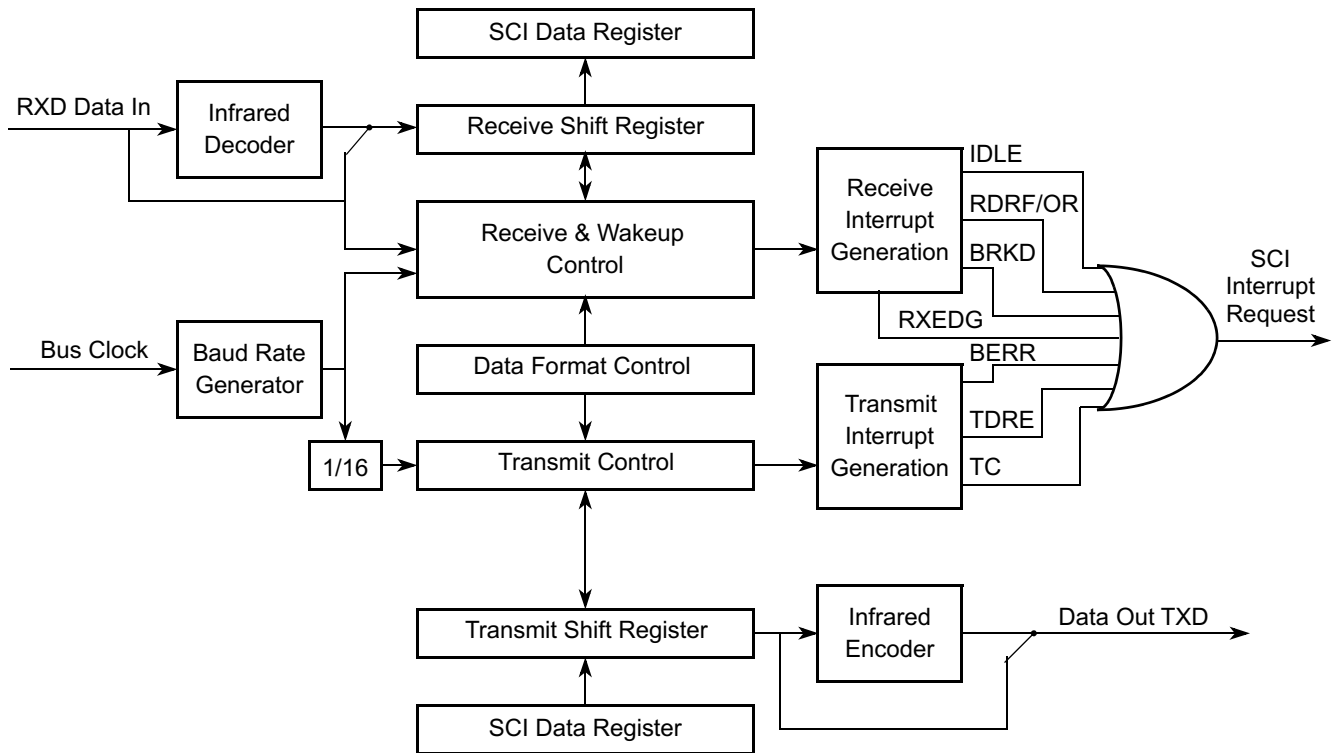 SCI Data Register
RXD Data In
Infrared
Decoder
Receive Shift Register
IDLE
Receive
Interrupt
Generation
RDRF/OR
Receive & Wakeup
Control
BRKD
SCI
Interrupt
Request
RXEDG
Bus Clock
Baud Rate
Generator
Data Format Control
BERR
Transmit
Interrupt
Generation
TDRE
1/16
Transmit Control
TC
Transmit Shift Register
Infrared
Encoder
Data Out TXD
SCI Data Register